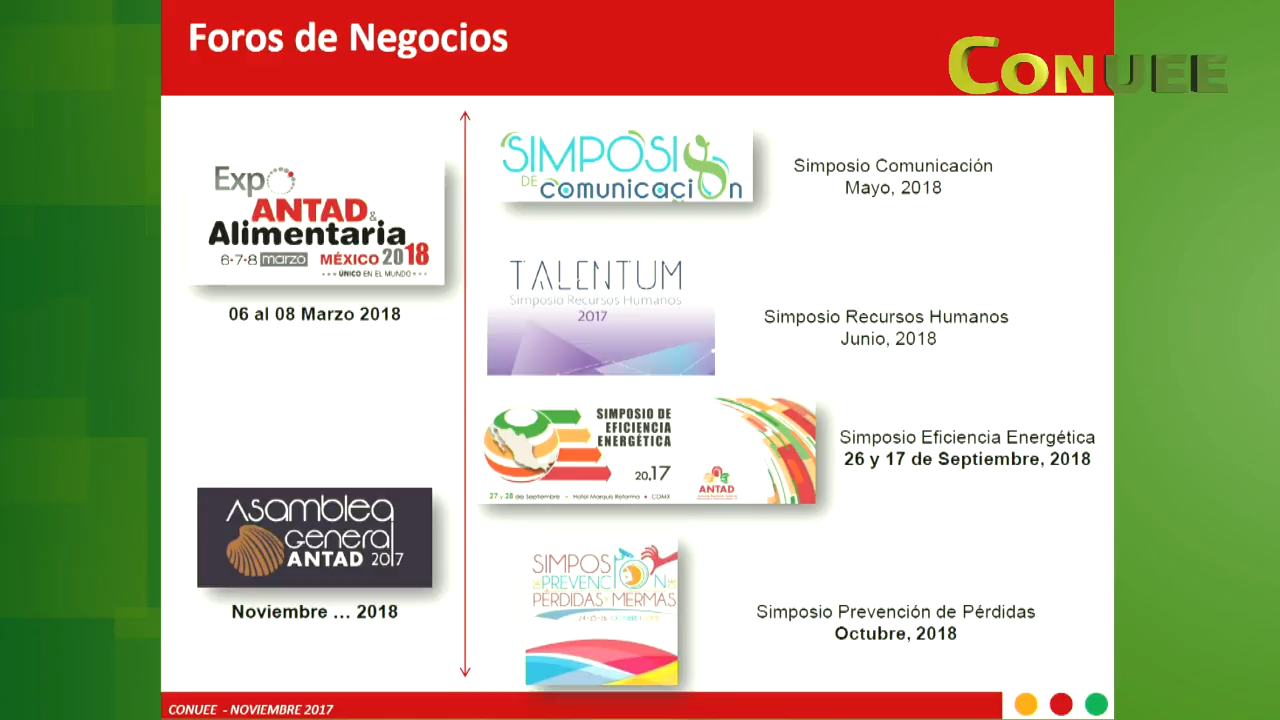 Foros de Negocios
CONUEE
Expo
ANTAD &
Alimentaria
6-7-8 marzo MÉXICO 2018
ÚNICO EN EL MUNDO
06 al 08 Marzo 2018
Asamblea
General
ANTAD 2017
Noviembre ... 2018
SIMPOSIO
DE comunicación
Simposio Comunicación
Mayo, 2018
TALENTUM
Simposio Recursos Humanos
2017
Simposio Recursos Humanos
Junio, 2018
SIMPOSIO DE
EFICIENCIA
ENERGÉTICA
20.17
ANTAD
27 y 28 de Septiembre • Hotel Marquis Reforma • CDMX
Simposio Eficiencia Energética
26 y 17 de Septiembre, 2018
SIMPOSIO
DE PREVENCIÓN DE
PÉRDIDAS Y MERMAS
Simposio Prevención de Pérdidas
Octubre, 2018
CONUEE - NOVIEMBRE 2017